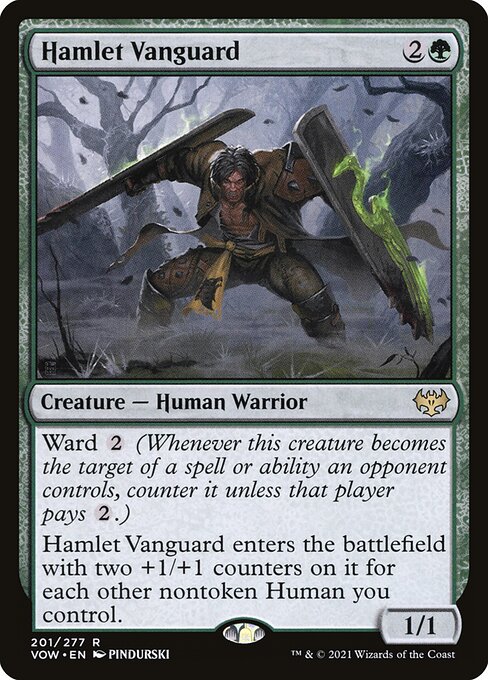 Hamlet Vanguard 2
Creature — Human Warrior
Ward 2 (Whenever this creature becomes
the target of a spell or ability an opponent
controls, counter it unless that player
pays 2.)
Hamlet Vanguard enters the battlefield
with two +1/+1 counters on it for
each other nontoken Human you
control.
1/1
201/277 R
VOW • EN PINDURSKI
™ & © 2021 Wizards of the Coast